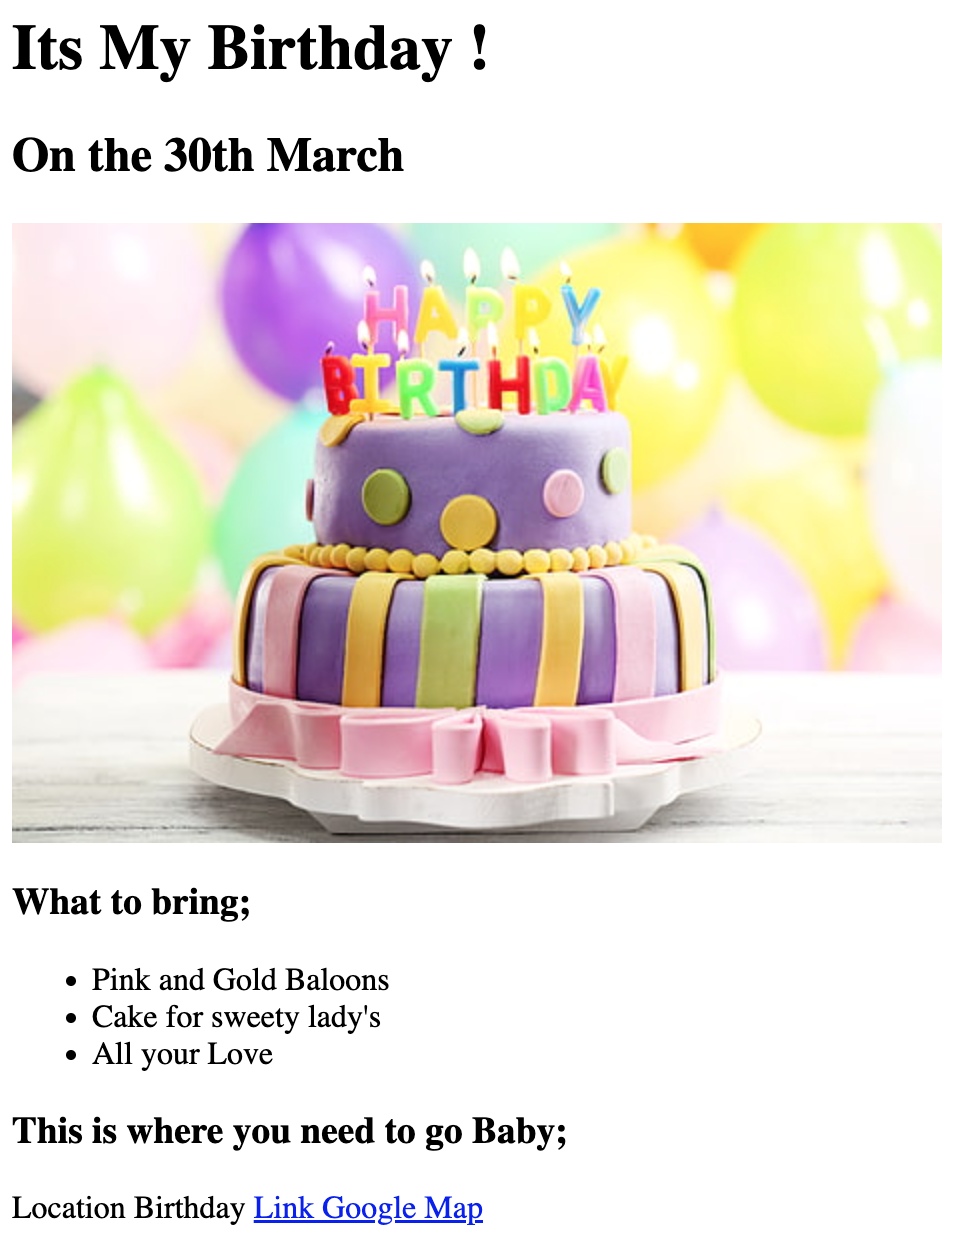 Its My Birthday !
On the 30th March
HAPPY
BIRTHDAY
What to bring;
Pink and Gold Baloons
Cake for sweety lady's
All your Love
This is where you need to go Baby;
Location Birthday Link Google Map